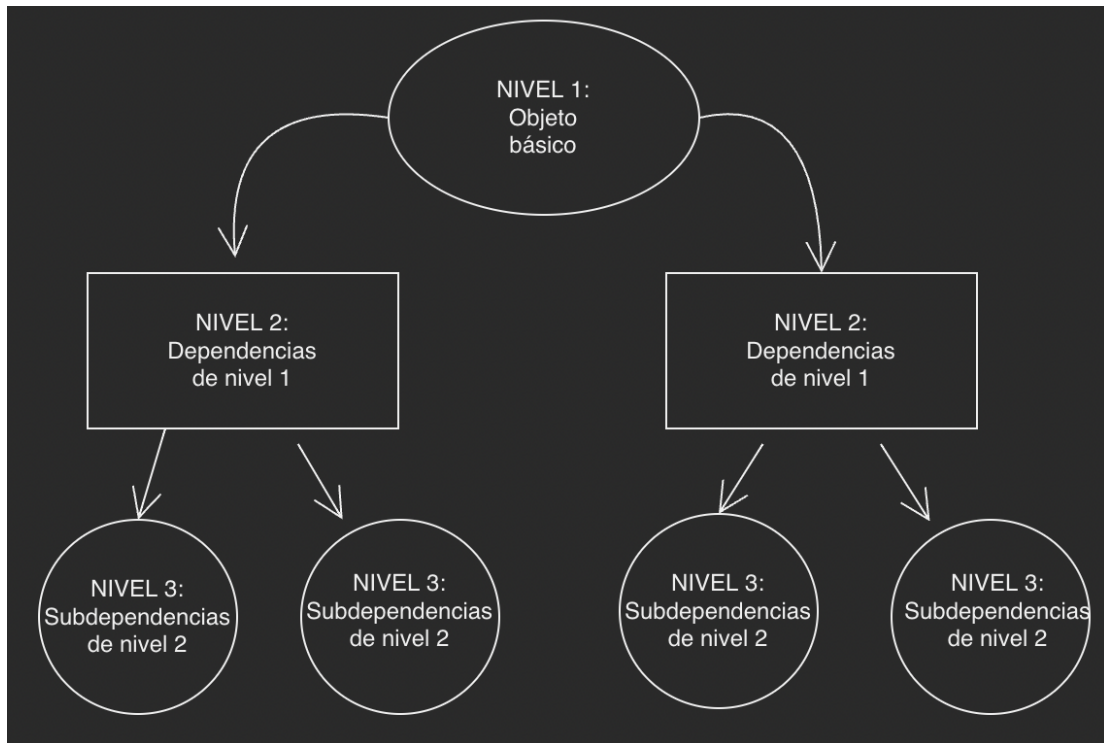 NIVEL 1:
Objeto
básico
NIVEL 2:
Dependencias
de nivel 1
NIVEL 2:
Dependencias
de nivel 1
NIVEL 3:
Subdependencias
de nivel 2
NIVEL 3:
Subdependencias
de nivel 2
NIVEL 3:
Subdependencias
de nivel 2
NIVEL 3:
Subdependencias
de nivel 2